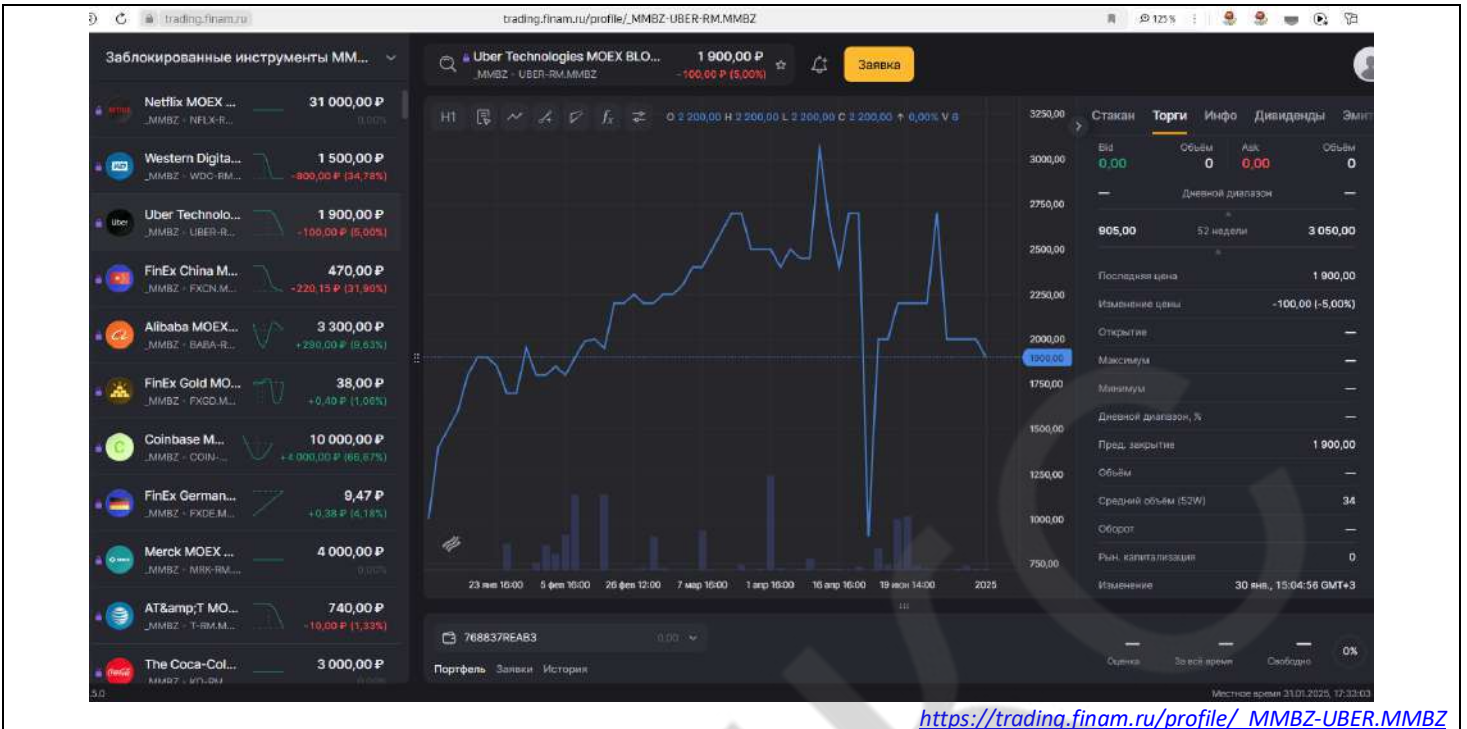 trading.finam.ru
trading.finam.ru/profile/_MMBZ-UBER-RM.MMBZ
125 %
Заблокированные инструменты MM...
Netflix MOEX ...
31 000,00 ₽
_MMBZ - NFLX-R...
0,00%
Western Digita...
1 500,00 ₽
_MMBZ - WDC-RM...
-800,00 ₽ (34,78%)
Uber Technolo...
1 900,00 ₽
_MMBZ - UBER-R...
-100,00 ₽ (5,00%)
FinEx China M...
470,00 ₽
_MMBZ - FXCN.M...
-220,15 ₽ (31,90%)
Alibaba MOEX...
3 300,00 ₽
_MMBZ - BABA-R...
+290,00 ₽ (9,63%)
FinEx Gold MO...
38,00 ₽
_MMBZ - FXGD.M...
+0,40 ₽ (1,06%)
Coinbase M...
10 000,00 ₽
_MMBZ - COIN-...
+4 000,00 ₽ (66,67%)
FinEx German...
9,47 ₽
_MMBZ - FXDE.M...
+0,38 ₽ (4,18%)
Merck MOEX ...
4 000,00 ₽
_MMBZ - MRK-RM....
0,00%
AT&amp;T MO...
740,00 ₽
_MMBZ - T-RM.M...
-10,00 ₽ (1,33%)
The Coca-Col...
3 000,00 ₽
Uber Technologies MOEX BLO...
1 900,00 ₽
_MMBZ - UBER-RM.MMBZ
-100,00 ₽ (5,00%)
Заявка
H1
O 2 200,00 H 2 200,00 L 2 200,00 C 2 200,00 ↑ 0,00% V 6
3250,00
3000,00
2750,00
2500,00
2250,00
2000,00
1900,00
1750,00
1500,00
1250,00
1000,00
750,00
23 янв 16:00 5 фев 16:00 26 фев 12:00 7 мар 16:00 1 апр 16:00 16 апр 16:00 19 июн 14:00 2025
768837REAB3
0,00
Портфель Заявки История
Стакан Торги Инфо Дивиденды Эмит
Bid Объём Ask Объём
0,00 0 0,00 0
— Дневной диапазон —
905,00 52 недели 3 050,00
Последняя цена 1 900,00
Изменение цены -100,00 (-5,00%)
Открытие —
Максимум —
Минимум —
Дневной диапазон, % —
Пред. закрытие 1 900,00
Объём —
Средний объём (52W) 34
Оборот —
Рын. капитализация 0
Изменение 30 янв., 15:04:56 GMT+3
— — — 0%
Оценка За всё время Свободно
5.0
Местное время 31.01.2025, 17:33:03
https://trading.finam.ru/profile/_MMBZ-UBER.MMBZ